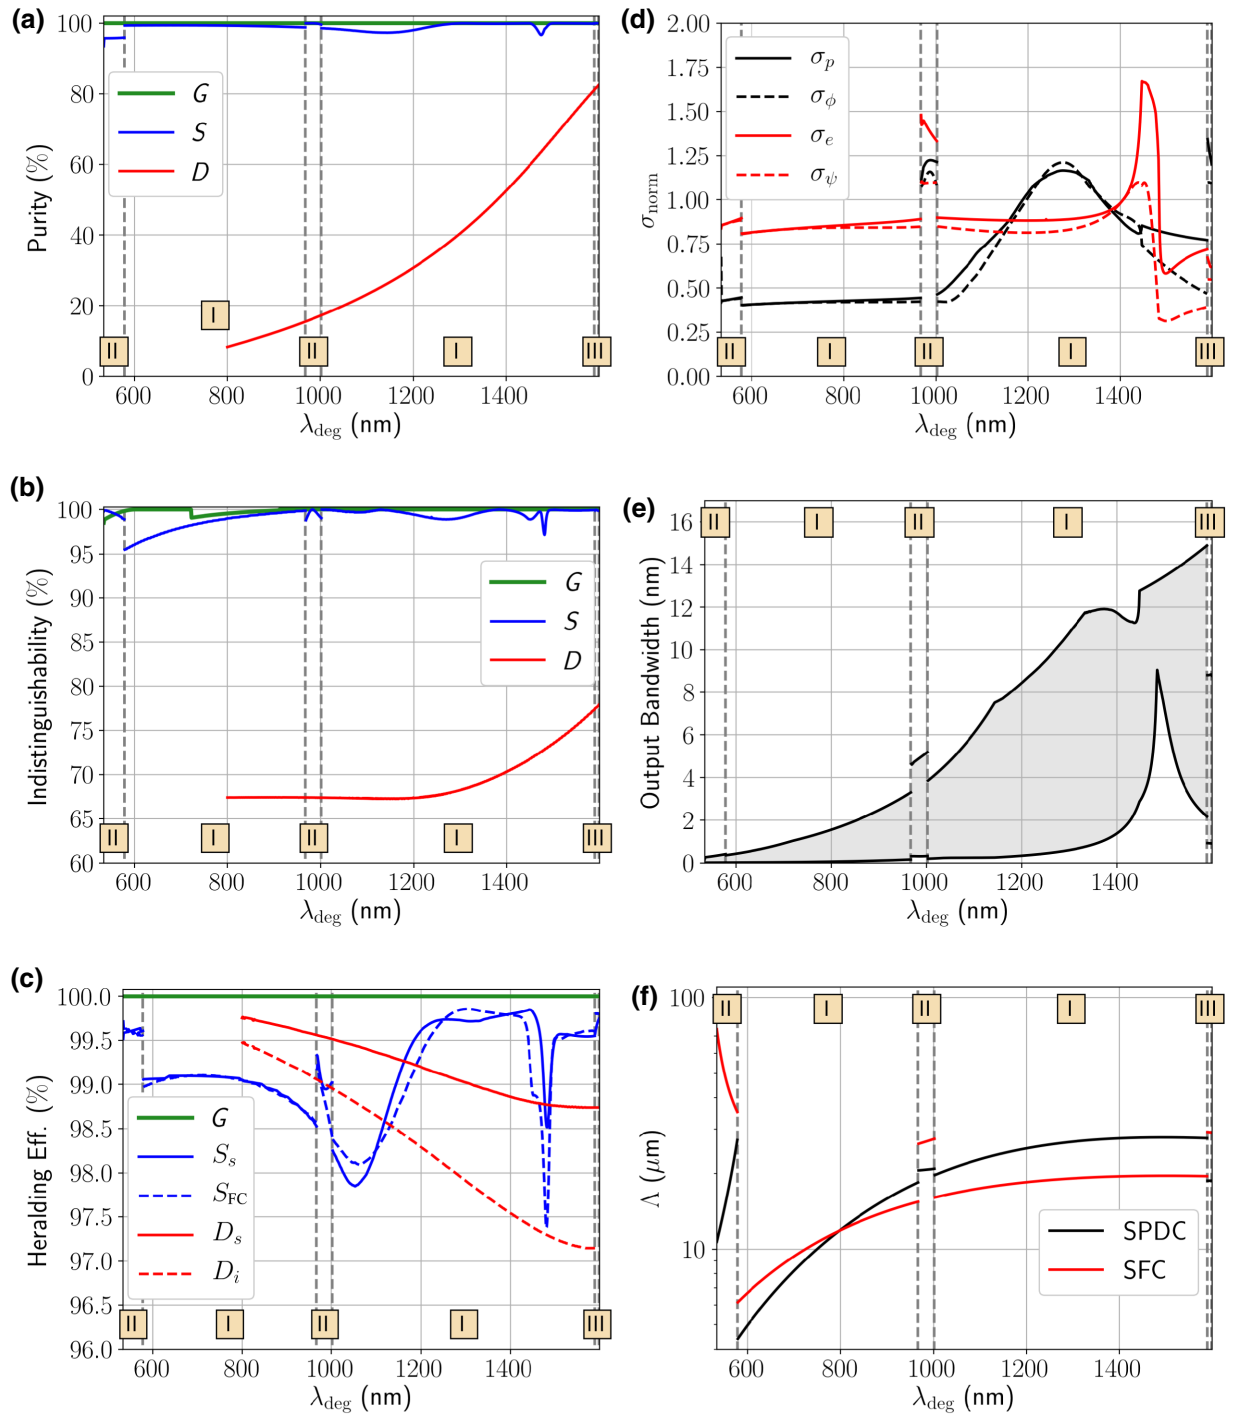 (a)
100
80
60
40
20
0
Purity (%)
G
S
D
I
II
II
I
III
600
800
1000
1200
1400
λdeg (nm)
(d)
2.00
1.75
1.50
1.25
1.00
0.75
0.50
0.25
0.00
σnorm
σp
σϕ
σe
σψ
II
I
II
I
III
600
800
1000
1200
1400
λdeg (nm)
(b)
100
95
90
85
80
75
70
65
60
Indistinguishability (%)
G
S
D
II
I
II
I
III
600
800
1000
1200
1400
λdeg (nm)
(e)
16
14
12
10
8
6
4
2
0
Output Bandwidth (nm)
II
I
II
I
III
600
800
1000
1200
1400
λdeg (nm)
(c)
100.0
99.5
99.0
98.5
98.0
97.5
97.0
96.5
96.0
Heralding Eff. (%)
G
Ss
SFC
Ds
Di
II
I
II
I
III
600
800
1000
1200
1400
λdeg (nm)
(f)
100
10
Λ (μm)
II
I
II
I
III
SPDC
SFC
600
800
1000
1200
1400
λdeg (nm)